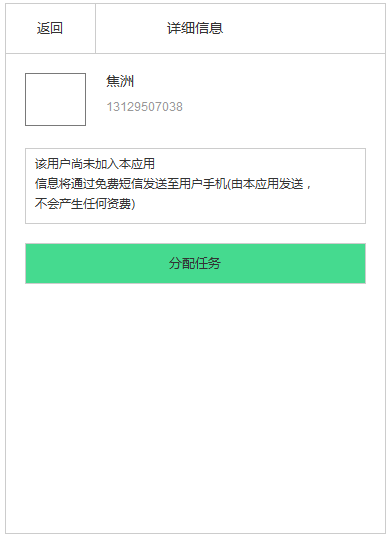 返回
详细信息
焦洲
13129507038
该用户尚未加入本应用
信息将通过免费短信发送至用户手机(由本应用发送，
不会产生任何资费)
分配任务